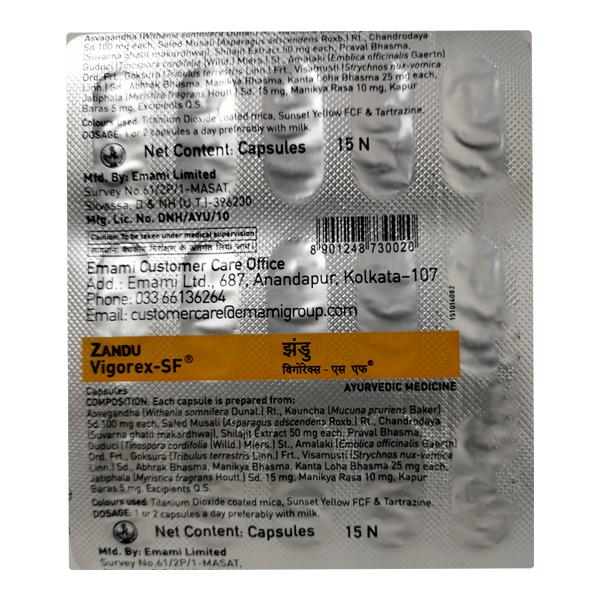 Aswagandha (Withania somnifera Dunal.) Rt., Kauncha (Mucuna pruriens Baker)
Sd. 100 mg each, Safed Musali (Asparagus adscendens Roxb.) Rt., Chandrodaya
(Suvarna ghatit makardhwaj), Shilajit Extract 50 mg each, Praval Bhasma,
Guduci (Tinospora cordifolia (Willd.) Miers.) St., Amalaki (Emblica officinalis Gaertn)
Ord. Frt., Goksura (Tribulus terrestris Linn.) Frt., Visamusti (Strychnos nux-vomica
Linn.) Sd., Abhrak Bhasma, Manikya Bhasma, Kanta Loha Bhasma 25 mg each,
Jatiphala (Myristica fragrans Houtt.) Sd. 15 mg, Manikya Rasa 10 mg, Kapur
Baras 5 mg, Excipients Q.S.
Colours used: Titanium Dioxide coated mica, Sunset Yellow FCF & Tartrazine.
DOSAGE: 1 or 2 capsules a day preferably with milk.
Net Content: Capsules 15 N
Mfd. By: Emami Limited
Survey No. 61/2P/1-MASAT,
Silvassa, D & NH (U.T.)-396230
Mfg. Lic. No. DNH/AYU/10
Caution: To be taken under medical supervision
8 901248 730020
Emami Customer Care Office
Add.: Emami Ltd., 687, Anandapur, Kolkata-107
Phone: 033 66136264
Email: customercare@emamigroup.com
151014082
ZANDU झंडु
Vigorex-SF® विगोरेक्स - एस एफ®
Capsules AYURVEDIC MEDICINE
COMPOSITION: Each capsule is prepared from:
Aswagandha (Withania somnifera Dunal.) Rt., Kauncha (Mucuna pruriens Baker)
Sd. 100 mg each, Safed Musali (Asparagus adscendens Roxb.) Rt., Chandrodaya
(Suvarna ghatit makardhwaj), Shilajit Extract 50 mg each, Praval Bhasma,
Guduci (Tinospora cordifolia (Willd.) Miers.) St., Amalaki (Emblica officinalis Gaertn)
Ord. Frt., Goksura (Tribulus terrestris Linn.) Frt., Visamusti (Strychnos nux-vomica
Linn.) Sd., Abhrak Bhasma, Manikya Bhasma, Kanta Loha Bhasma 25 mg each,
Jatiphala (Myristica fragrans Houtt.) Sd. 15 mg, Manikya Rasa 10 mg, Kapur
Baras 5 mg, Excipients Q.S.
Colours used: Titanium Dioxide coated mica, Sunset Yellow FCF & Tartrazine.
DOSAGE: 1 or 2 capsules a day preferably with milk.
Net Content: Capsules 15 N
Mfd. By: Emami Limited
Survey No. 61/2P/1-MASAT,